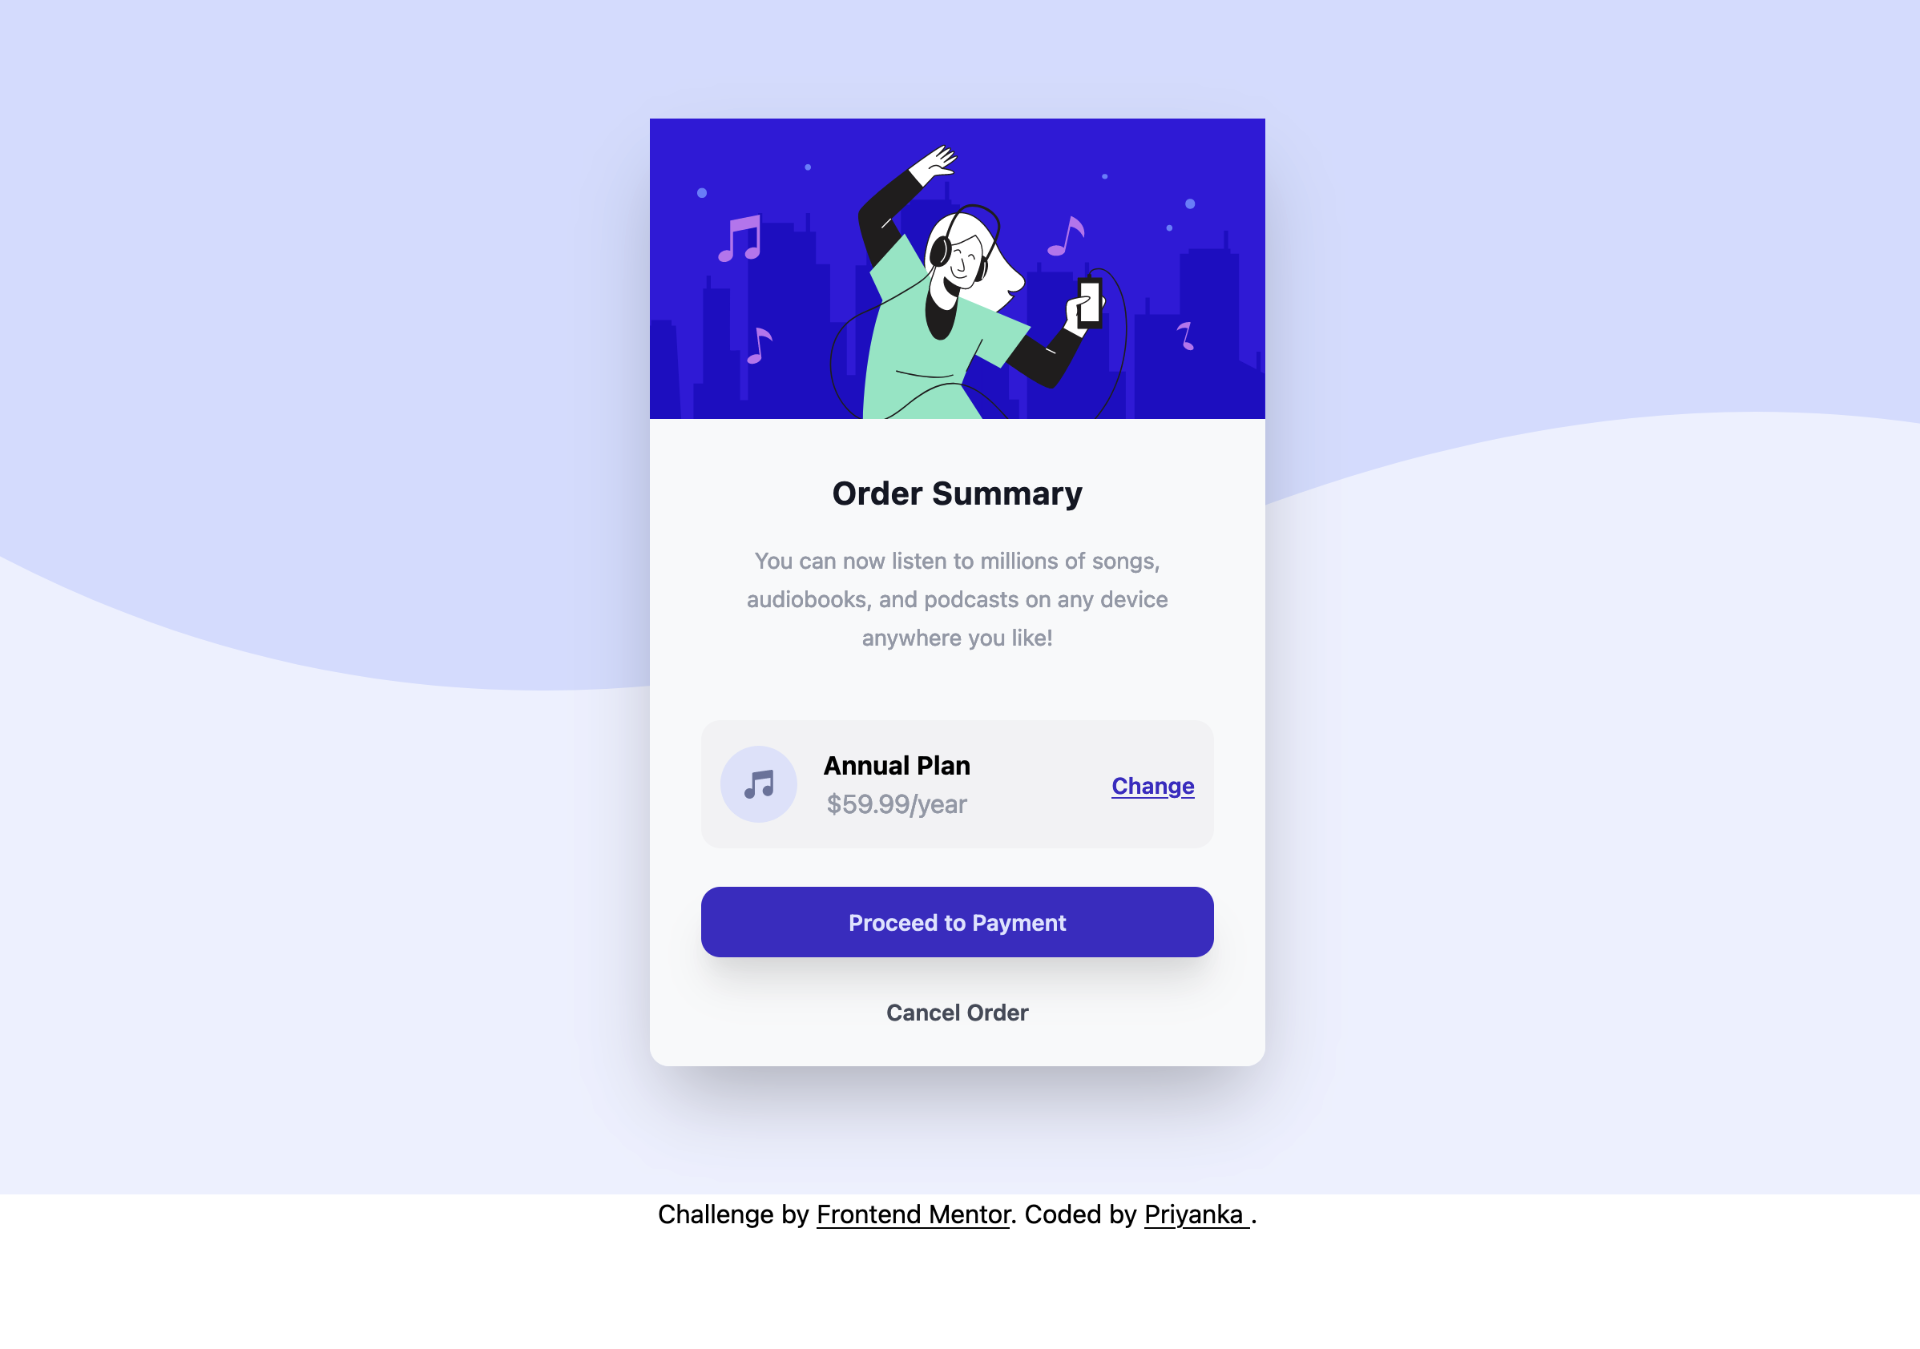 Order Summary
You can now listen to millions of songs,
audiobooks, and podcasts on any device
anywhere you like!
Annual Plan
$59.99/year
Change
Proceed to Payment
Cancel Order
Challenge by Frontend Mentor. Coded by Priyanka .